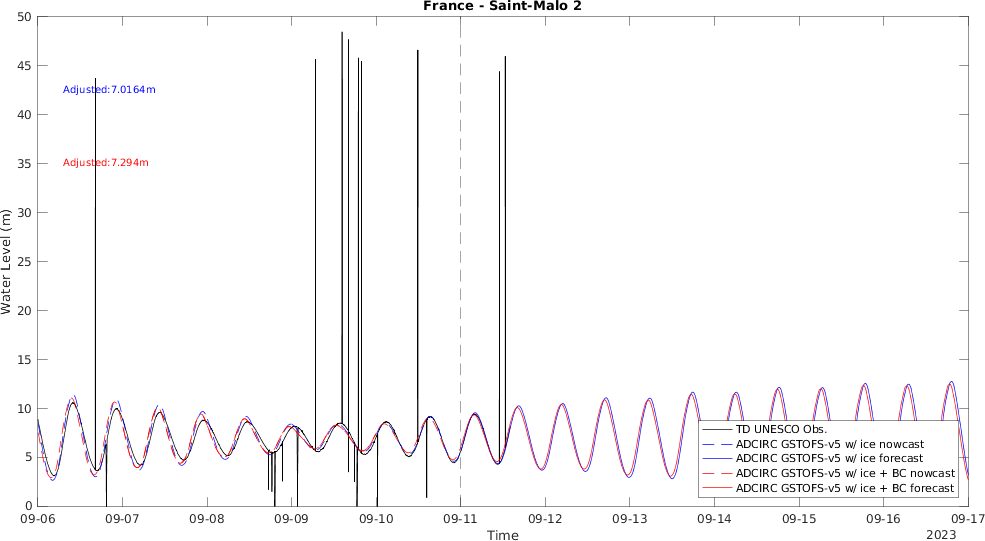 France - Saint-Malo 2
50
45
40
35
30
25
20
15
10
5
0
Water Level (m)
Adjusted:7.0164m
Adjusted:7.294m
TD UNESCO Obs.
ADCIRC GSTOFS-v5 w/ ice nowcast
ADCIRC GSTOFS-v5 w/ ice forecast
ADCIRC GSTOFS-v5 w/ ice + BC nowcast
ADCIRC GSTOFS-v5 w/ ice + BC forecast
09-06 09-07 09-08 09-09 09-10 09-11 09-12 09-13 09-14 09-15 09-16 09-17
Time
2023